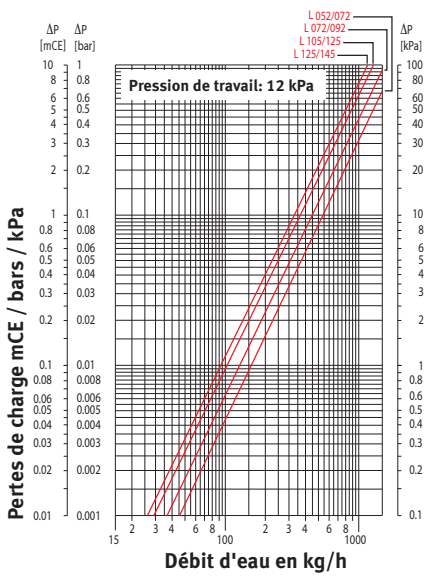 L 052/072
L 072/092
L 105/125
L 125/145
ΔP ΔP ΔP
[mCE] [bar] [kPa]
Pression de travail: 12 kPa
10 1 100
0.8 80
8
6 0.6 60
0.5 50
4 0.4 40
3 0.3 30
2 0.2 20
1 0.1 10
0.8 0.08 8
0.6 0.06 6
0.5 0.05 5
0.4 0.04 4
0.3 0.03 3
0.2 0.02 2
0.1 0.01 1
0.08 0.008 0.8
0.06 0.006 0.6
0.05 0.005 0.5
0.04 0.004 0.4
0.03 0.003 0.3
0.02 0.002 0.2
0.01 0.001 0.1
Pertes de charge mCE / bars / kPa
15 2 3 4 6 8 100 2 3 4 6 8 1000
Débit d'eau en kg/h